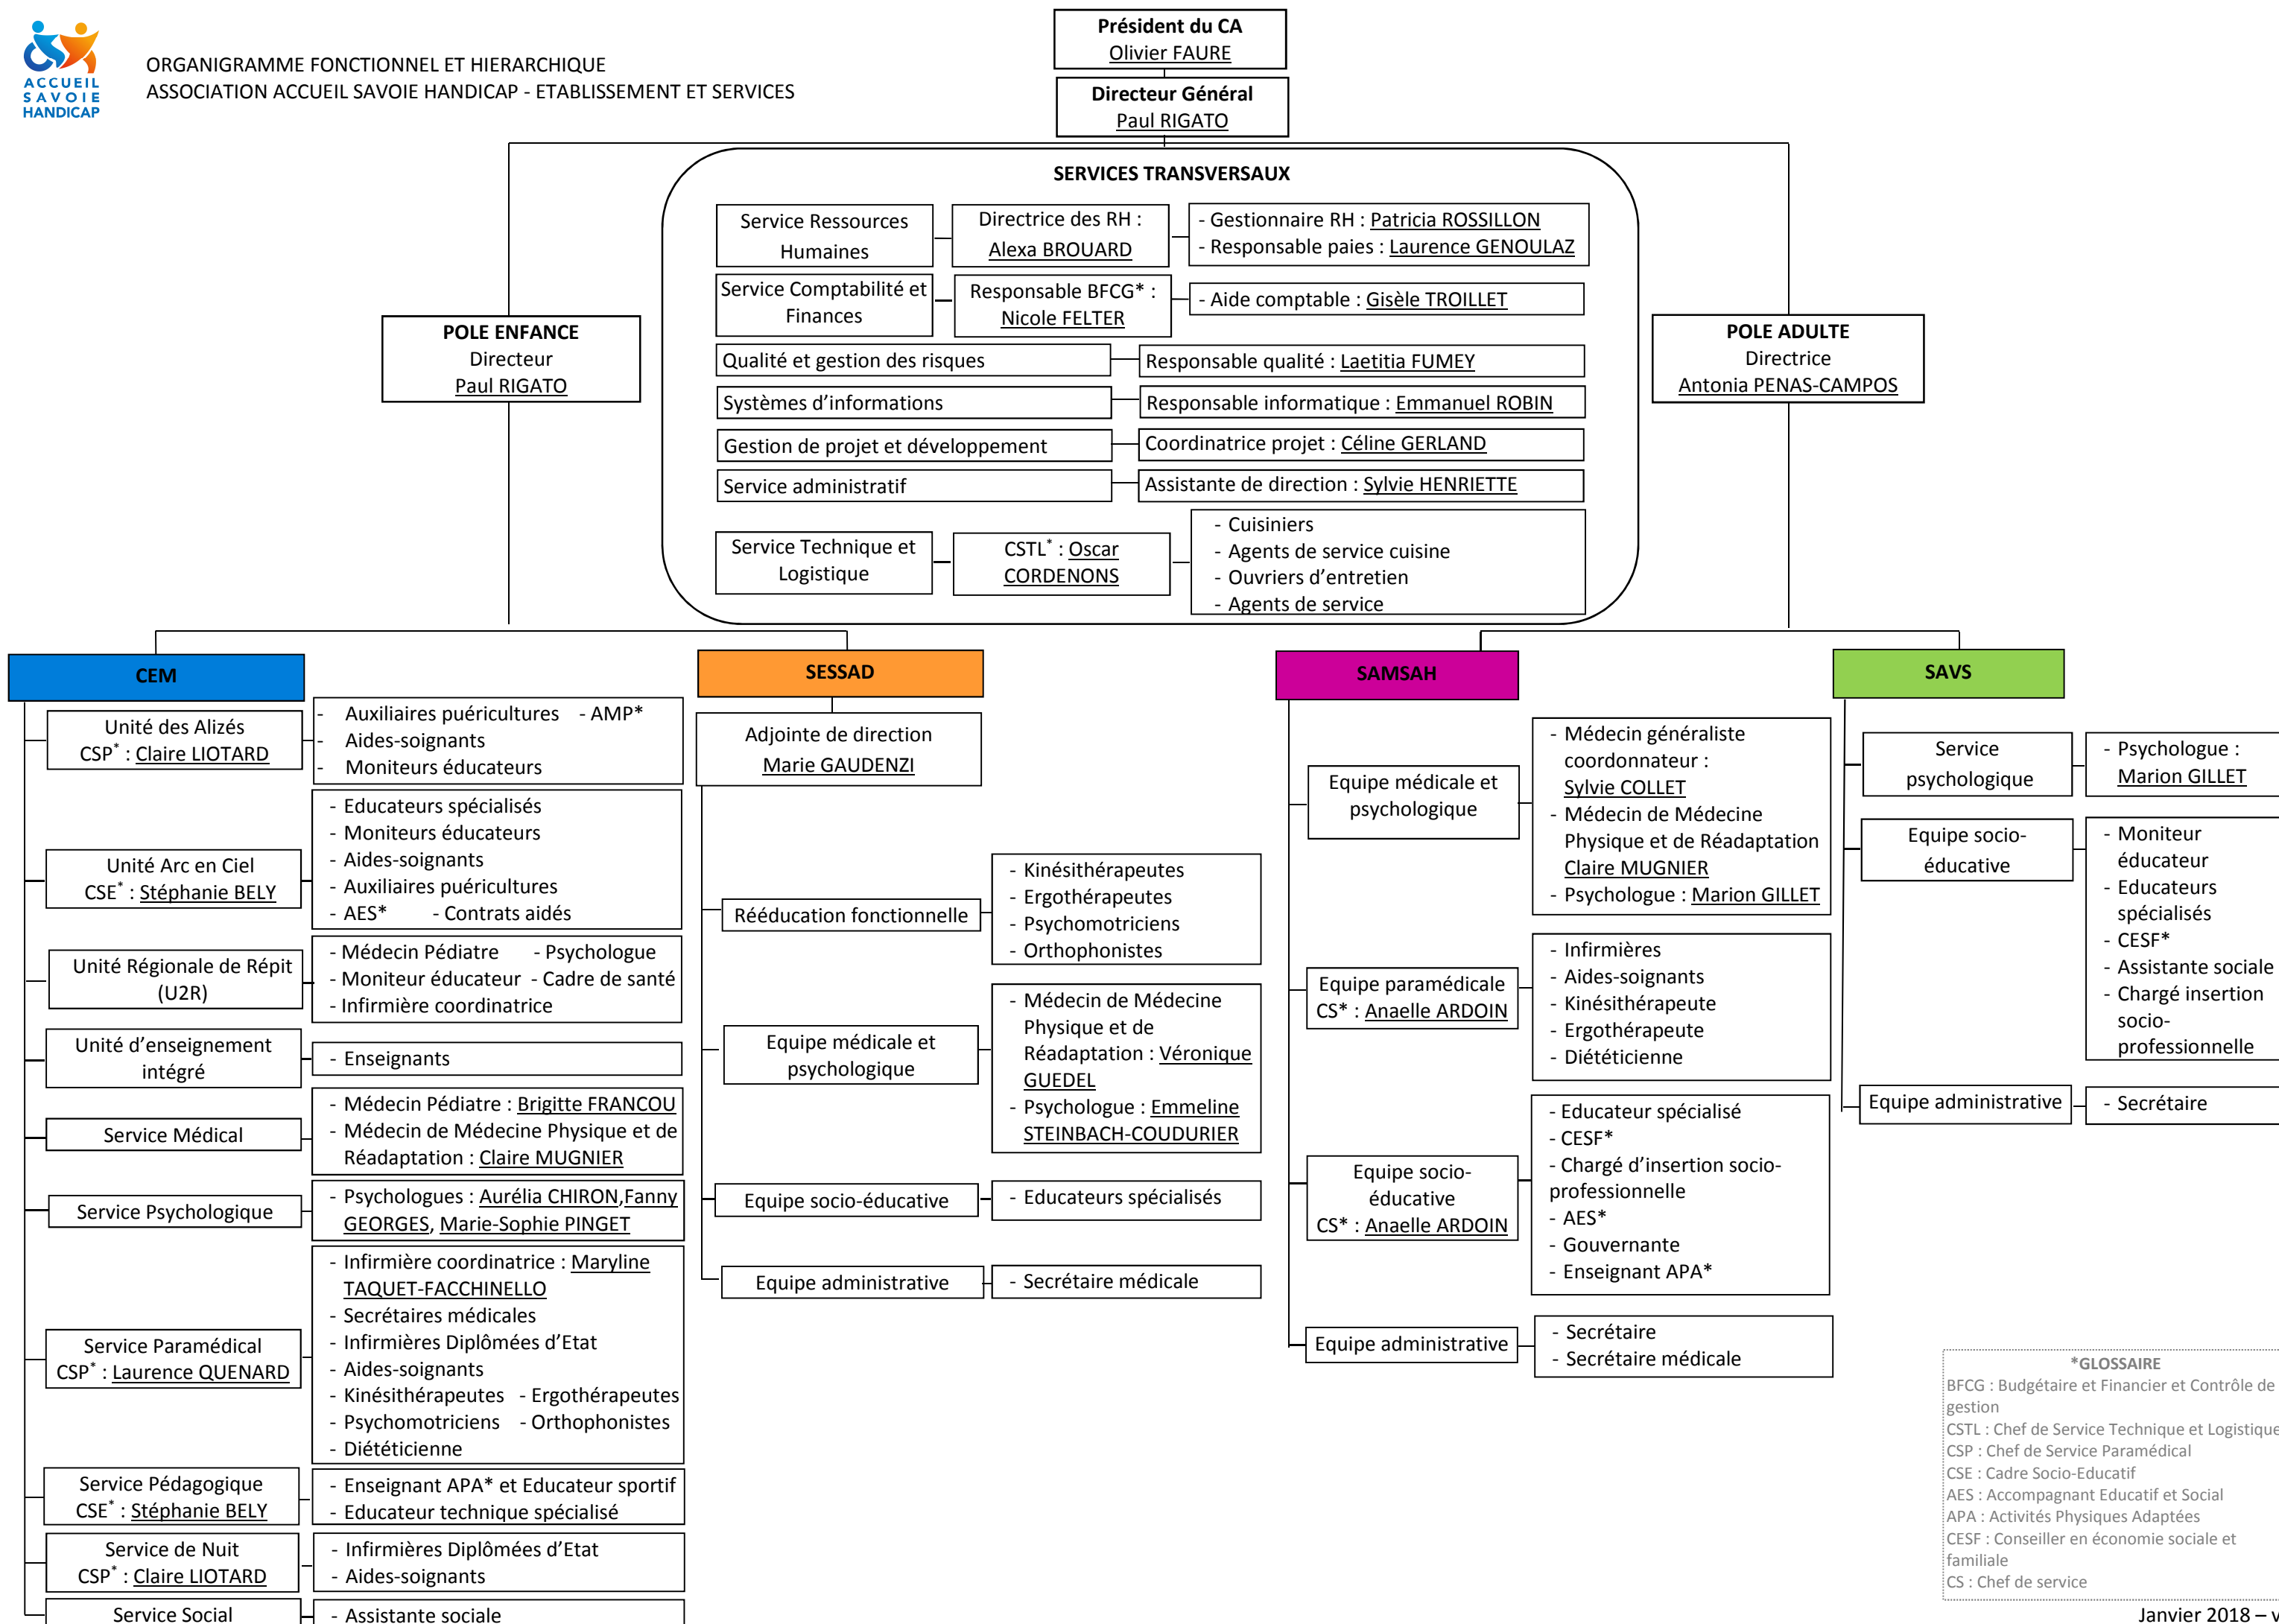 ACCUEIL
SAVOIE
HANDICAP
ORGANIGRAMME FONCTIONNEL ET HIERARCHIQUE
ASSOCIATION ACCUEIL SAVOIE HANDICAP - ETABLISSEMENT ET SERVICES
Président du CA
Olivier FAURE
Directeur Général
Paul RIGATO
SERVICES TRANSVERSAUX
Service Ressources
Humaines
Directrice des RH :
Alexa BROUARD
- Gestionnaire RH : Patricia ROSSILLON
- Responsable paies : Laurence GENOULAZ
Service Comptabilité et
Finances
Responsable BFCG* :
Nicole FELTER
- Aide comptable : Gisèle TROILLET
Qualité et gestion des risques
Responsable qualité : Laetitia FUMEY
Systèmes d'informations
Responsable informatique : Emmanuel ROBIN
Gestion de projet et développement
Coordinatrice projet : Céline GERLAND
Service administratif
Assistante de direction : Sylvie HENRIETTE
Service Technique et
Logistique
CSTL* : Oscar
CORDENONS
- Cuisiniers
- Agents de service cuisine
- Ouvriers d'entretien
- Agents de service
POLE ENFANCE
Directeur
Paul RIGATO
POLE ADULTE
Directrice
Antonia PENAS-CAMPOS
CEM
Unité des Alizés
CSP* : Claire LIOTARD
- Auxiliaires puéricultures - AMP*
- Aides-soignants
- Moniteurs éducateurs
Unité Arc en Ciel
CSE* : Stéphanie BELY
- Educateurs spécialisés
- Moniteurs éducateurs
- Aides-soignants
- Auxiliaires puéricultures
- AES* - Contrats aidés
Unité Régionale de Répit
(U2R)
- Médecin Pédiatre - Psychologue
- Moniteur éducateur - Cadre de santé
- Infirmière coordinatrice
Unité d'enseignement
intégré
- Enseignants
Service Médical
- Médecin Pédiatre : Brigitte FRANCOU
- Médecin de Médecine Physique et de
Réadaptation : Claire MUGNIER
Service Psychologique
- Psychologues : Aurélia CHIRON,Fanny
GEORGES, Marie-Sophie PINGET
Service Paramédical
CSP* : Laurence QUENARD
- Infirmière coordinatrice : Maryline
TAQUET-FACCHINELLO
- Secrétaires médicales
- Infirmières Diplômées d'Etat
- Aides-soignants
- Kinésithérapeutes - Ergothérapeutes
- Psychomotriciens - Orthophonistes
- Diététicienne
Service Pédagogique
CSE* : Stéphanie BELY
- Enseignant APA* et Educateur sportif
- Educateur technique spécialisé
Service de Nuit
CSP* : Claire LIOTARD
- Infirmières Diplômées d'Etat
- Aides-soignants
Service Social
- Assistante sociale
SESSAD
Adjointe de direction
Marie GAUDENZI
Rééducation fonctionnelle
- Kinésithérapeutes
- Ergothérapeutes
- Psychomotriciens
- Orthophonistes
Equipe médicale et
psychologique
- Médecin de Médecine
Physique et de
Réadaptation : Véronique
GUEDEL
- Psychologue : Emmeline
STEINBACH-COUDURIER
Equipe socio-éducative
- Educateurs spécialisés
Equipe administrative
- Secrétaire médicale
SAMSAH
Equipe médicale et
psychologique
- Médecin généraliste
coordonnateur :
Sylvie COLLET
- Médecin de Médecine
Physique et de Réadaptation
Claire MUGNIER
- Psychologue : Marion GILLET
Equipe paramédicale
CS* : Anaelle ARDOIN
- Infirmières
- Aides-soignants
- Kinésithérapeute
- Ergothérapeute
- Diététicienne
Equipe socio-
éducative
CS* : Anaelle ARDOIN
- Educateur spécialisé
- CESF*
- Chargé d'insertion socio-
professionnelle
- AES*
- Gouvernante
- Enseignant APA*
Equipe administrative
- Secrétaire
- Secrétaire médicale
SAVS
Service
psychologique
- Psychologue :
Marion GILLET
Equipe socio-
éducative
- Moniteur
éducateur
- Educateurs
spécialisés
- CESF*
- Assistante sociale
- Chargé insertion
socio-
professionnelle
Equipe administrative
- Secrétaire
*GLOSSAIRE
BFCG : Budgétaire et Financier et Contrôle de
gestion
CSTL : Chef de Service Technique et Logistique
CSP : Chef de Service Paramédical
CSE : Cadre Socio-Educatif
AES : Accompagnant Educatif et Social
APA : Activités Physiques Adaptées
CESF : Conseiller en économie sociale et
familiale
CS : Chef de service
Janvier 2018 – v